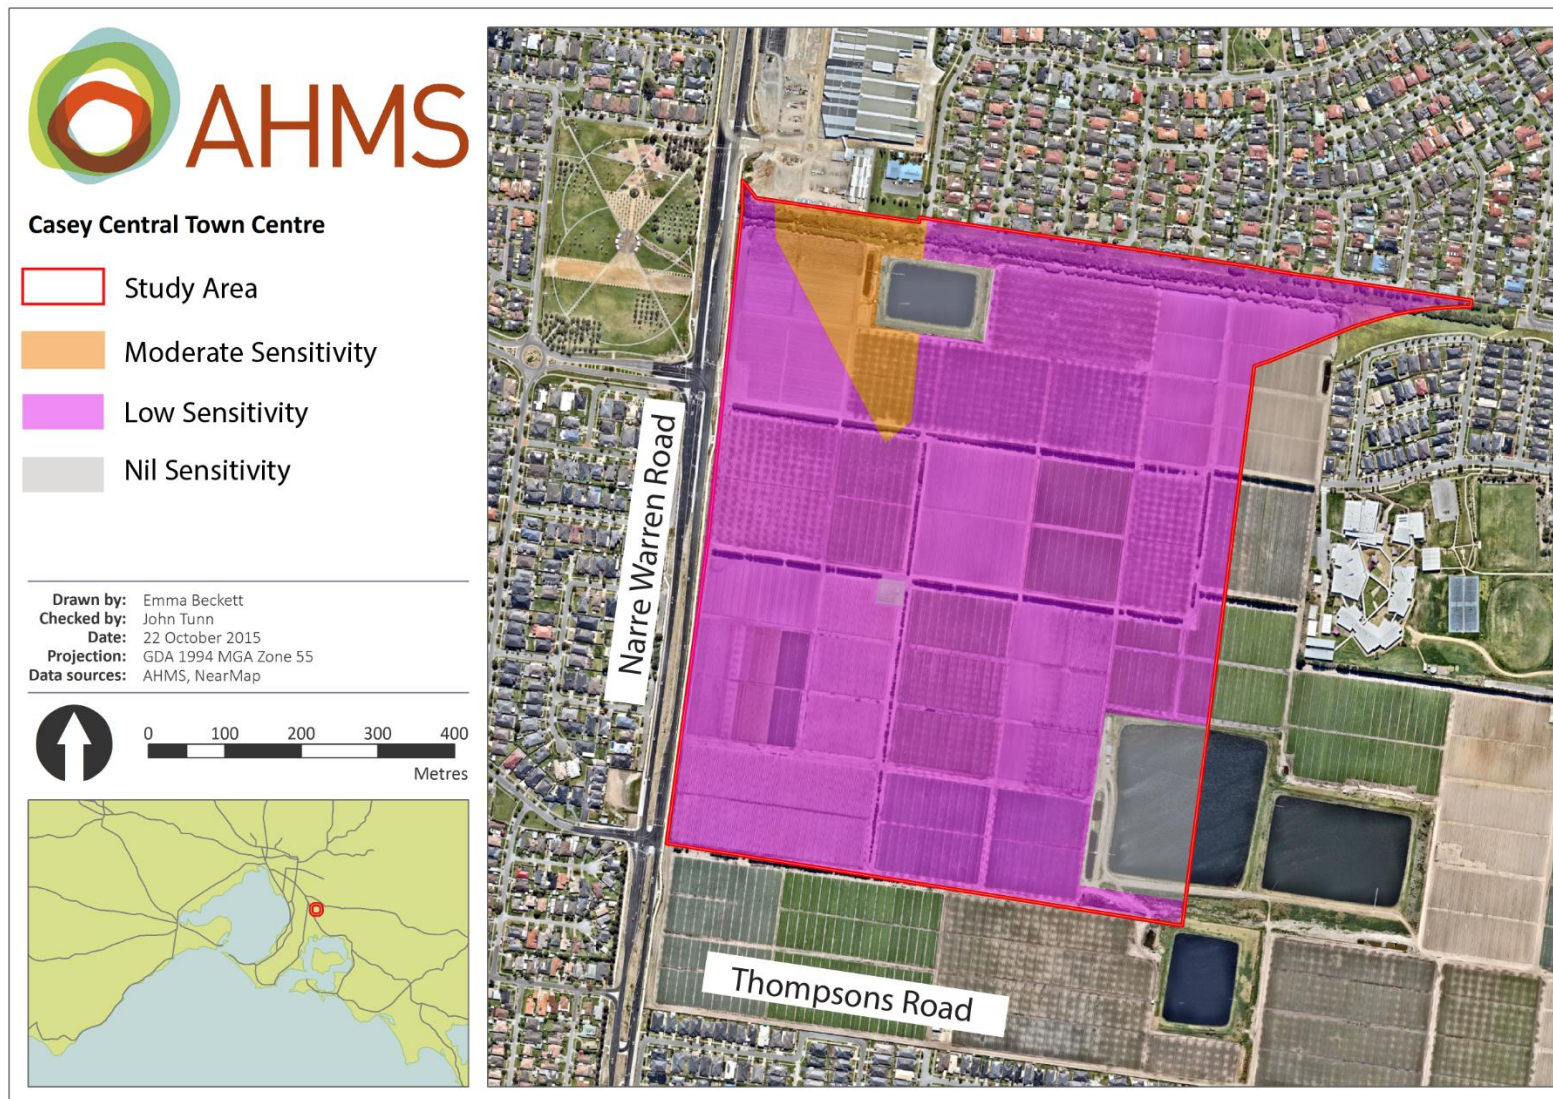 AHMS
Casey Central Town Centre
Study Area
Moderate Sensitivity
Low Sensitivity
Nil Sensitivity
Drawn by: Emma Beckett
Checked by: John Tunn
Date: 22 October 2015
Projection: GDA 1994 MGA Zone 55
Data sources: AHMS, NearMap
0 100 200 300 400
Metres
Narre Warren Road
Thompsons Road